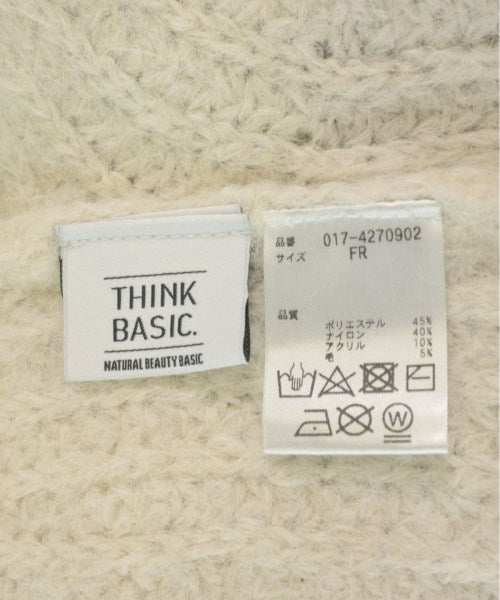 THINK
BASIC.
NATURAL BEAUTY BASIC
品番 017-4270902
サイズ FR
品質
ポリエステル 45%
ナイロン 40%
アクリル 10%
毛 5%
W